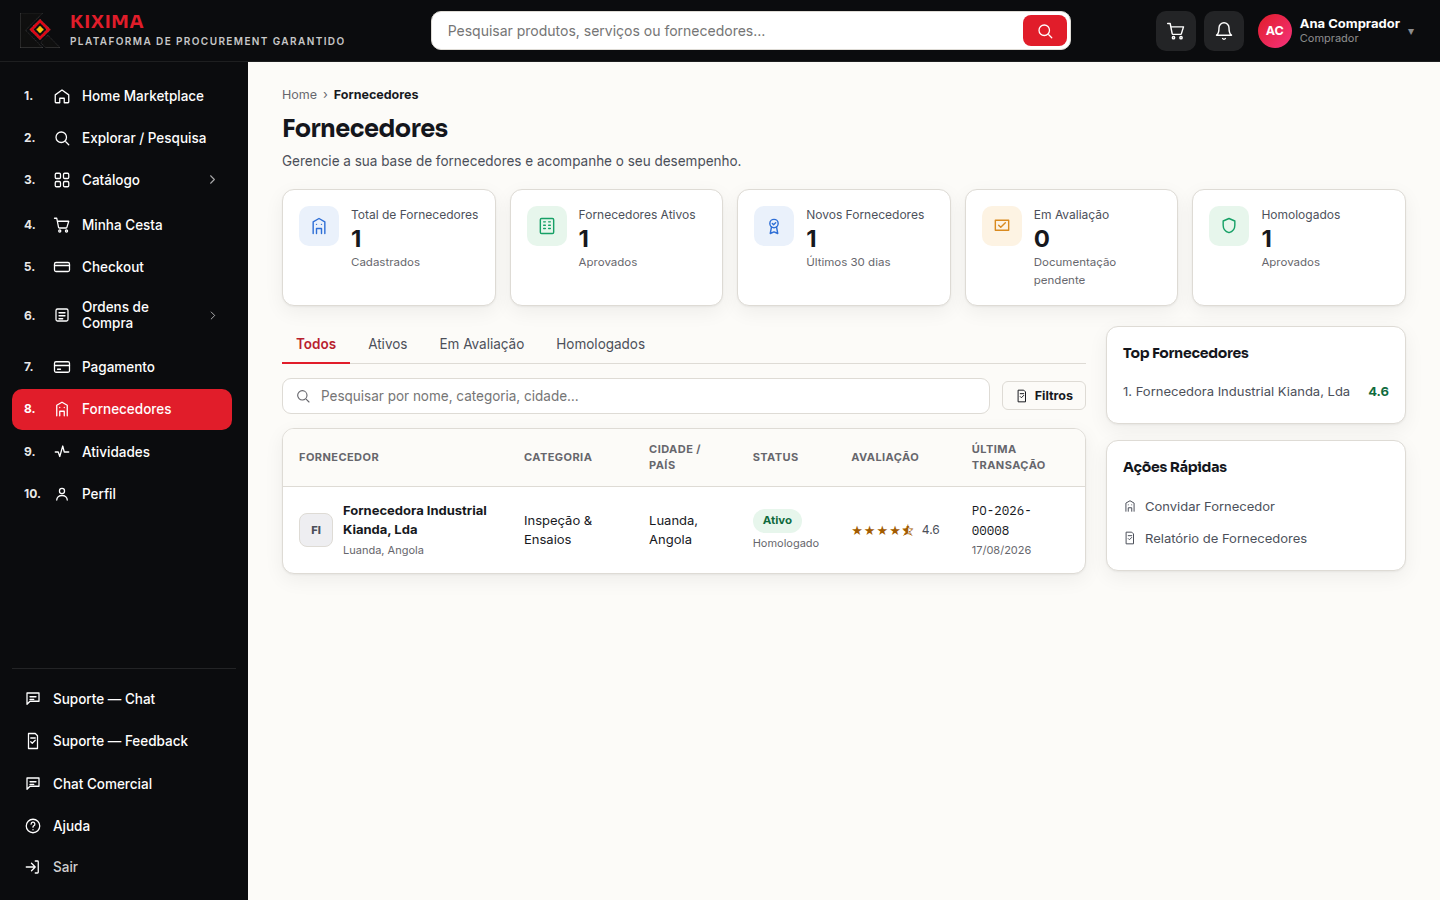 KIXIMA
PLATAFORMA DE PROCUREMENT GARANTIDO
Pesquisar produtos, serviços ou fornecedores...
AC
Ana Comprador
Comprador
1. Home Marketplace
2. Explorar / Pesquisa
3. Catálogo
4. Minha Cesta
5. Checkout
6. Ordens de
Compra
7. Pagamento
8. Fornecedores
9. Atividades
10. Perfil
Suporte — Chat
Suporte — Feedback
Chat Comercial
Ajuda
Sair
Home › Fornecedores
Fornecedores
Gerencie a sua base de fornecedores e acompanhe o seu desempenho.
Total de Fornecedores
1
Cadastrados
Fornecedores Ativos
1
Aprovados
Novos Fornecedores
1
Últimos 30 dias
Em Avaliação
0
Documentação
pendente
Homologados
1
Aprovados
Todos Ativos Em Avaliação Homologados
Pesquisar por nome, categoria, cidade...
Filtros
FORNECEDOR CATEGORIA CIDADE /
PAÍS STATUS AVALIAÇÃO ÚLTIMA
TRANSAÇÃO
FI
Fornecedora Industrial
Kianda, Lda
Luanda, Angola
Inspeção &
Ensaios
Luanda,
Angola
Ativo
Homologado
4.6
PO-2026-
00008
17/08/2026
Top Fornecedores
1. Fornecedora Industrial Kianda, Lda 4.6
Ações Rápidas
Convidar Fornecedor
Relatório de Fornecedores